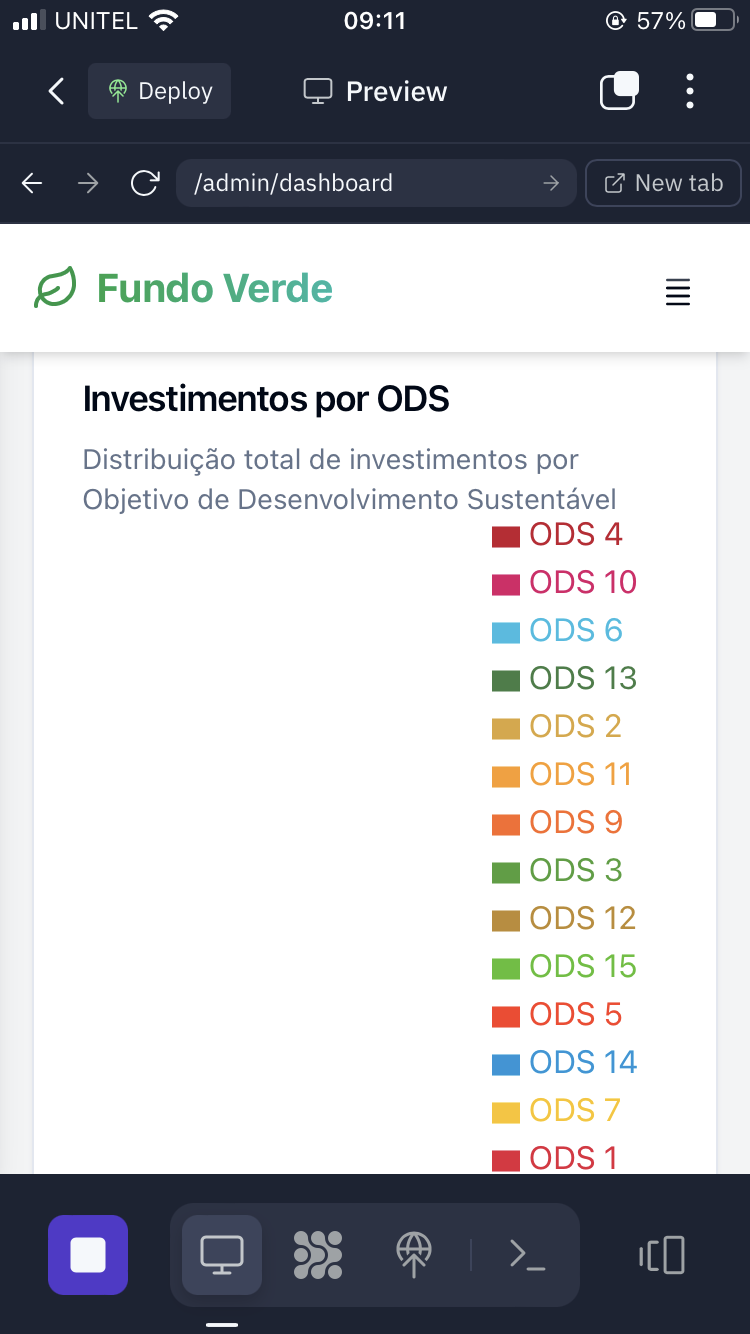 UNITEL 09:11 57%
Deploy Preview
/admin/dashboard New tab
Fundo Verde
Investimentos por ODS
Distribuição total de investimentos por
Objetivo de Desenvolvimento Sustentável
ODS 4
ODS 10
ODS 6
ODS 13
ODS 2
ODS 11
ODS 9
ODS 3
ODS 12
ODS 15
ODS 5
ODS 14
ODS 7
ODS 1